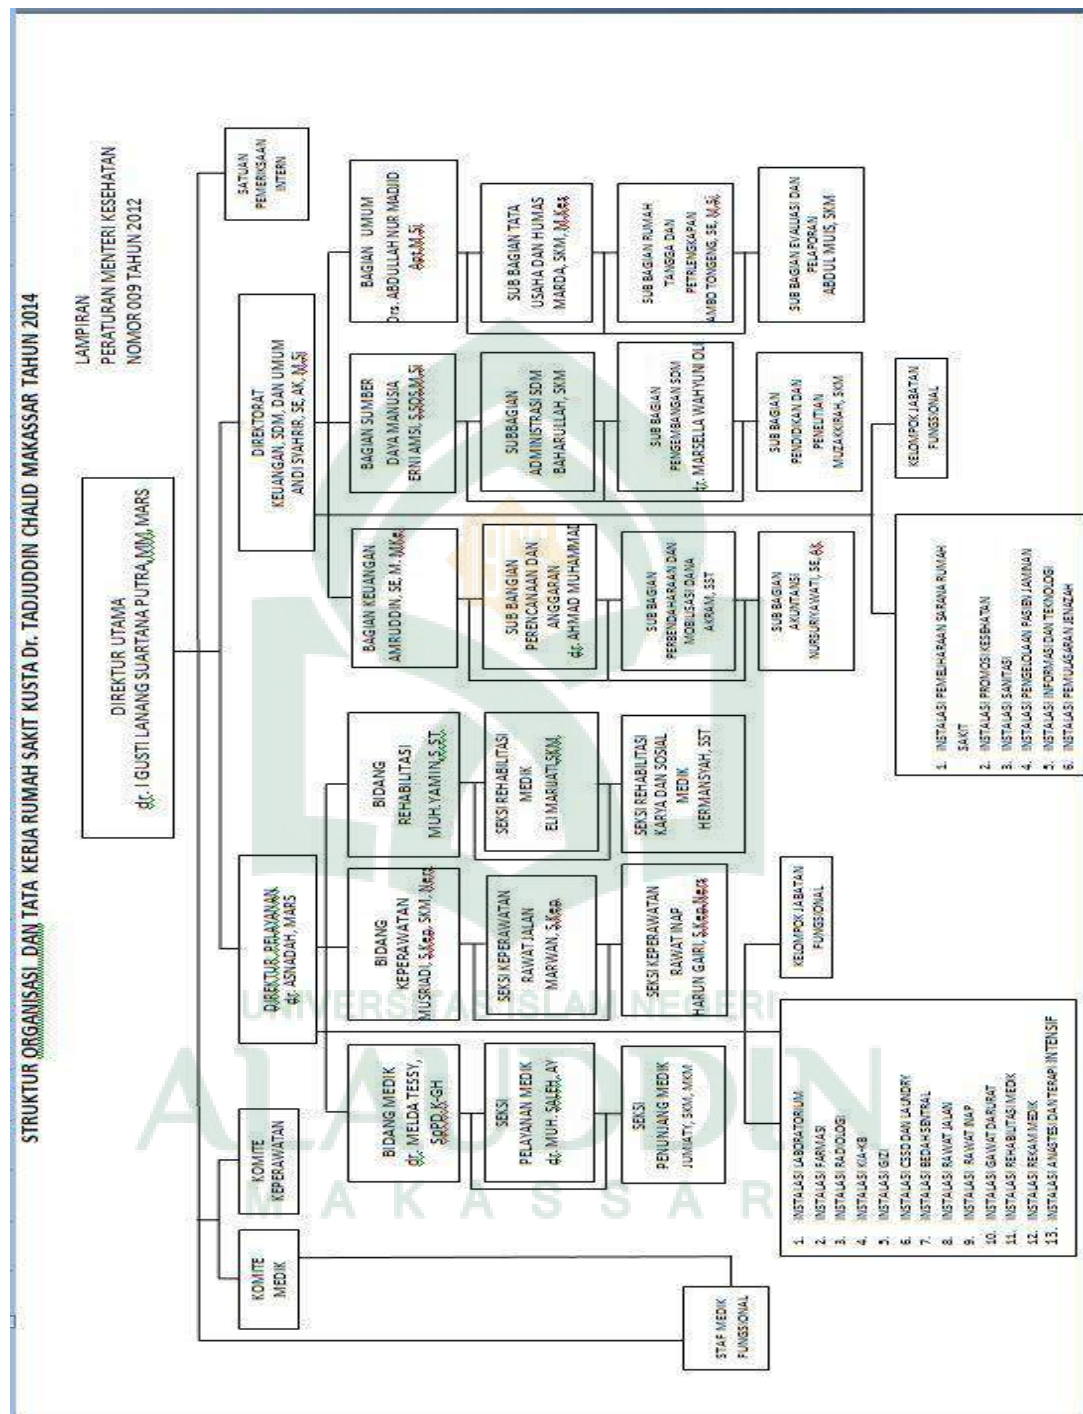 STRUKTUR ORGANISASI DAN TATA KERJA RUMAH SAKIT KUSTA Dr. TADJUDDIN CHALID MAKASSAR TAHUN 2014
LAMPIRAN
PERATURAN MENTERI KESEHATAN
NOMOR 009 TAHUN 2012
DIREKTUR UTAMA
dr. I GUSTI LANANG SUARTANA PUTRA, MM, MARS
KOMITE
MEDIK
KOMITE
KEPERAWATAN
DIREKTUR PELAYANAN
dr. ASNADAH, MARS
DIREKTORAT
KEUANGAN, SDM, DAN UMUM
ANDI SYAHRIR, SE, AK, M.Si
SATUAN
PEMERIKSAAN
INTERN
BIDANG MEDIK
dr. MELDA TESSY,
SpPD.K-GH
BIDANG
KEPERAWATAN
MUSRIADI, S.Kep. SKM, Ners
BIDANG
REHABILITASI
MUH. YAMIN, S.ST
BAGIAN KEUANGAN
AMRUDDIN, SE, M. MKes
BAGIAN SUMBER
DAYA MANUSIA
ERNI AMSI, S.SOS.M.Si
BAGIAN UMUM
Drs. ABDULLAH NUR MADJID
Apt.M.Si
SEKSI
PELAYANAN MEDIK
dr. MUH. SALEH, AY
SEKSI KEPERAWATAN
RAWAT JALAN
MARWAN, S.Kep
SEKSI REHABILITASI
MEDIK
ELI MARUATI,SKM,
SUB BANGIAN
PERENCANAAN DAN
ANGGARAN
dr. AHMAD MUHAMMAD
SUBBAGIAN
ADMINISTRASI SDM
BAHARULLAH, SKM
SUB BAGIAN TATA
USAHA DAN HUMAS
MARDA, SKM, M.Kes
SEKSI
PENUNJANG MEDIK
JUMIATY, SKM, MKM
SEKSI KEPERAWATAN
RAWAT INAP
HARUN GAIRI, S.Kep.Ners
SEKSI REHABILITASI
KARYA DAN SOSIAL
MEDIK
HERMANSYAH, SST
SUB BAGIAN
PERBENDAHARAAN DAN
MOBILISASI DANA
AKRAM, SST
SUB BAGIAN
PENGEMBANGAN SDM
dr. MARSELLA WAHYUNI OLII
SUB BAGIAN RUMAH
TANGGA DAN
PETRLENGKAPAN
AMBO TONGENG, SE, M.Si
SUB BAGIAN
AKUNTANSI
NURSURYAWATI, SE, AK
SUB BAGIAN
PENDIDIKAN DAN
PENELITIAN
MUZAKKIRAH, SKM
SUB BAGIAN EVALUASI DAN
PELAPORAN
ABDUL MUIS, SKM
STAF MEDIK
FUNGSIONAL
KELOMPOK JABATAN
FUNGSIONAL
KELOMPOK JABATAN
FUNGSIONAL
1. INSTALASI LABORATORIUM
2. INSTALASI FARMASI
3. INSTALASI RADIOLOGI
4. INSTALASI KIA-KB
5. INSTALASI GIZI
6. INSTALASI CSSD DAN LAUNDRY
7. INSTALASI BEDAH SENTRAL
8. INSTALASI RAWAT JALAN
9. INSTALASI RAWAT INAP
10. INSTALASI GAWAT DARURAT
11. INSTALASI REHABILITASI MEDIK
12. INSTALASI REKAM MEDIK
13. INSTALASI ANASTESI DAN TERAPI INTENSIF
1. INSTALASI PEMELIHARAAN SARANA RUMAH
SAKIT
2. INSTALASI PROMOSI KESEHATAN
3. INSTALASI SANITASI
4. INSTALASI PENGELOLAAN PASIEN JAMINAN
5. INSTALASI INFORMASI DAN TEKNOLOGI
6. INSTALASI PEMULASARAN JENAZAH
UNIVERSITAS ISLAM NEGERI
ALAUDDIN
MAKASSAR